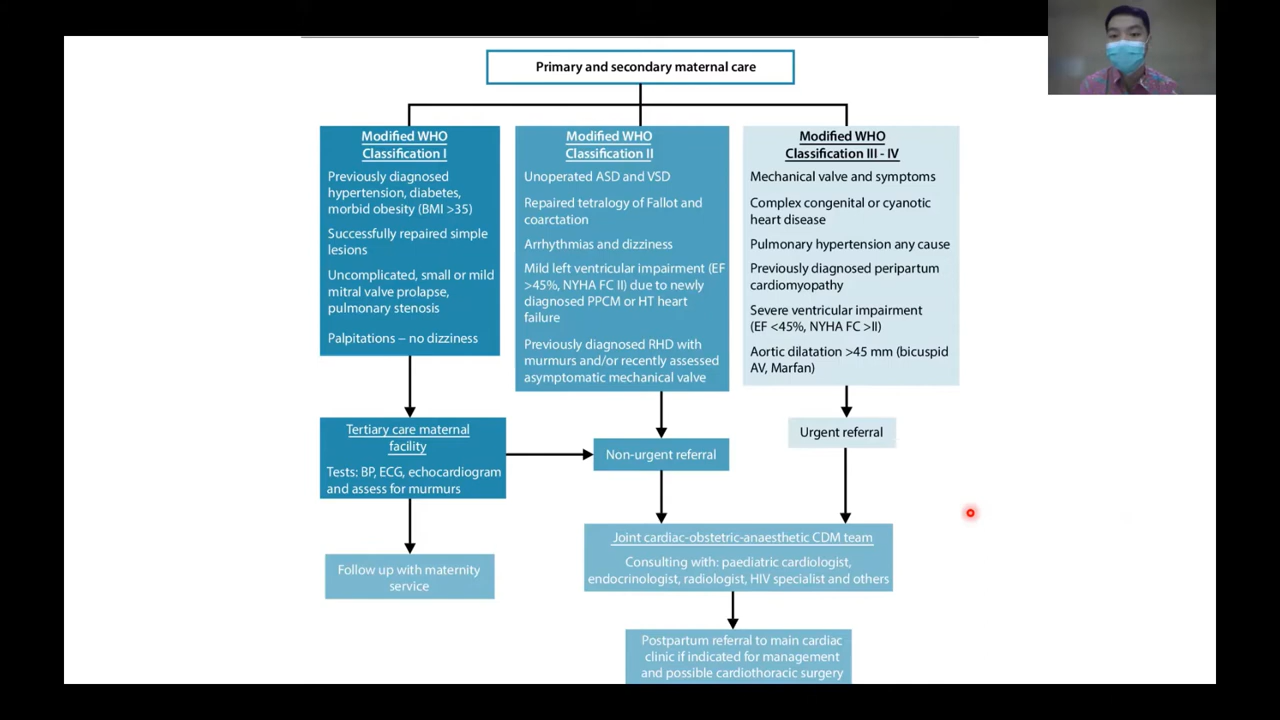 Primary and secondary maternal care
Modified WHO
Classification I
Previously diagnosed
hypertension, diabetes,
morbid obesity (BMI >35)
Successfully repaired simple
lesions
Uncomplicated, small or mild
mitral valve prolapse,
pulmonary stenosis
Palpitations – no dizziness
Modified WHO
Classification II
Unoperated ASD and VSD
Repaired tetralogy of Fallot and
coarctation
Arrhythmias and dizziness
Mild left ventricular impairment (EF
>45%, NYHA FC II) due to newly
diagnosed PPCM or HT heart
failure
Previously diagnosed RHD with
murmurs and/or recently assessed
asymptomatic mechanical valve
Modified WHO
Classification III - IV
Mechanical valve and symptoms
Complex congenital or cyanotic
heart disease
Pulmonary hypertension any cause
Previously diagnosed peripartum
cardiomyopathy
Severe ventricular impairment
(EF <45%, NYHA FC >II)
Aortic dilatation >45 mm (bicuspid
AV, Marfan)
Tertiary care maternal
facility
Tests: BP, ECG, echocardiogram
and assess for murmurs
Non-urgent referral
Urgent referral
Follow up with maternity
service
Joint cardiac-obstetric-anaesthetic CDM team
Consulting with: paediatric cardiologist,
endocrinologist, radiologist, HIV specialist and others
Postpartum referral to main cardiac
clinic if indicated for management
and possible cardiothoracic surgery